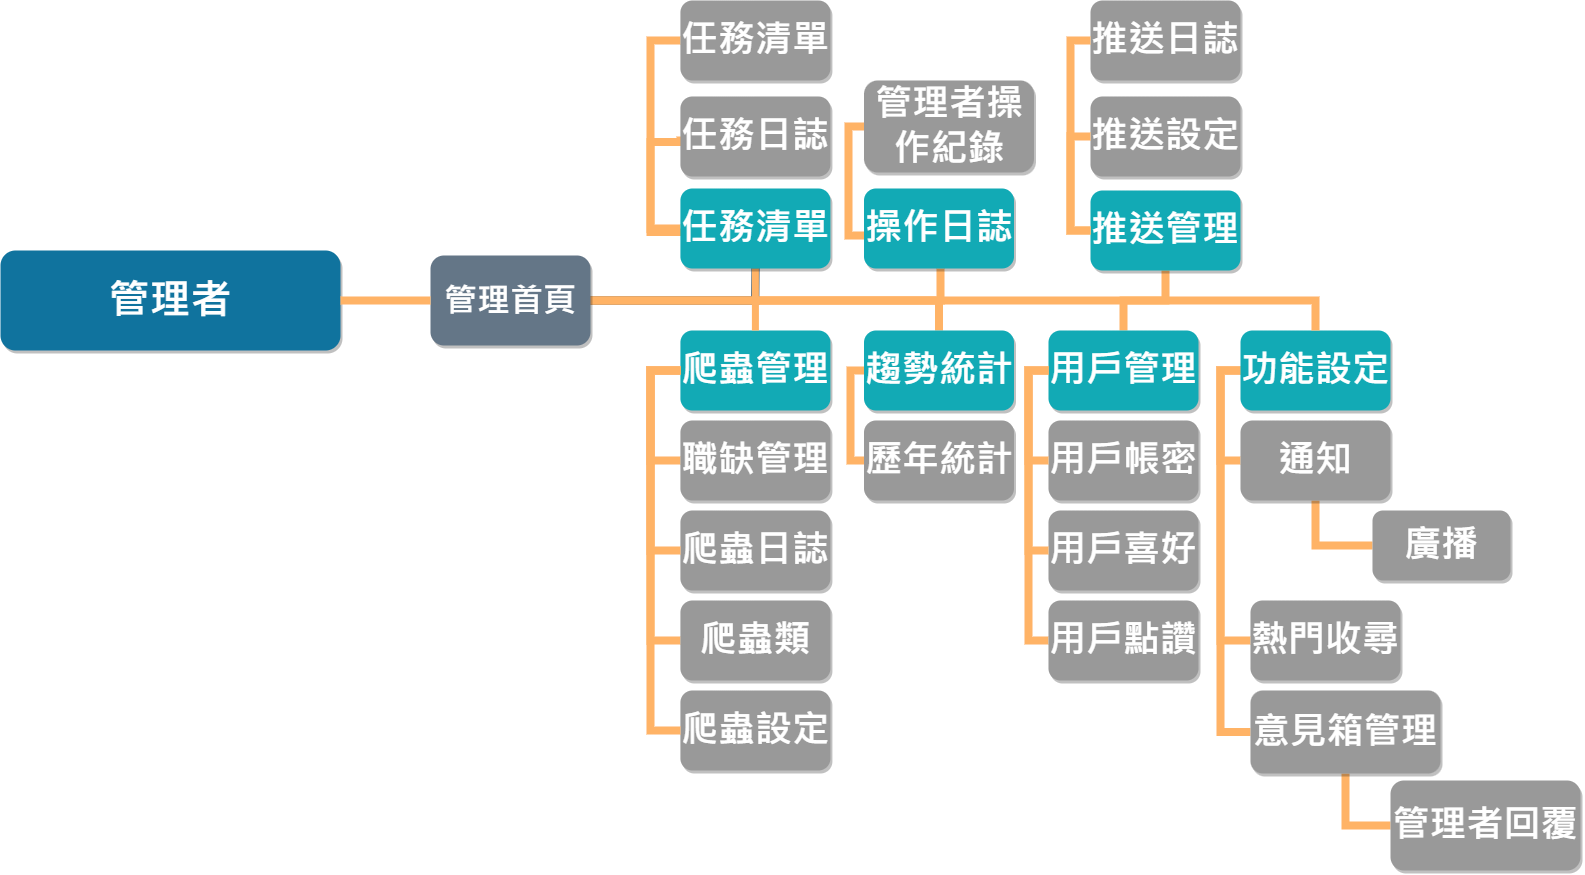 任務清單
任務日誌
任務清單
管理者操
作紀錄
操作日誌
推送日誌
推送設定
推送管理
管理者
管理首頁
爬蟲管理
職缺管理
爬蟲日誌
爬蟲類
爬蟲設定
趨勢統計
歷年統計
用戶管理
用戶帳密
用戶喜好
用戶點讚
功能設定
通知
廣播
熱門收尋
意見箱管理
管理者回覆